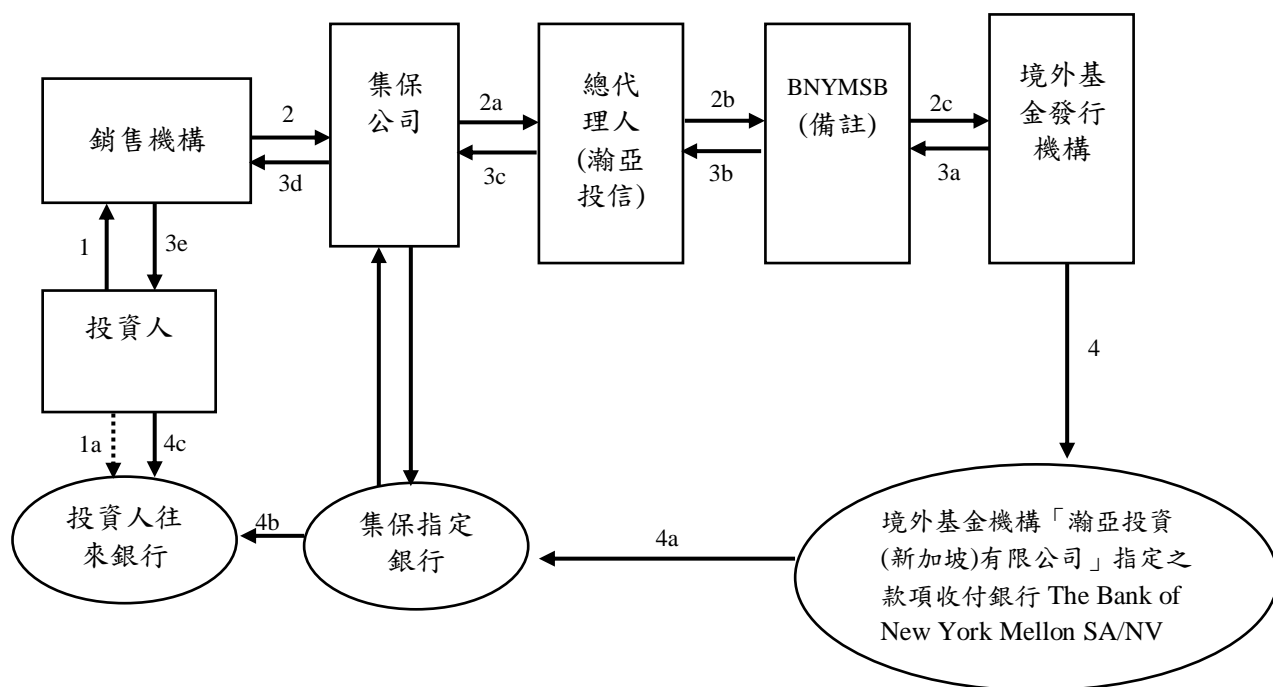 銷售機構
2
3d
集保
公司
2a
3c
總代
理人
(瀚亞
投信)
2b
3b
BNYMSB
(備註)
2c
3a
境外基
金發行
機構
1
3e
投資人
4
1a
4c
投資人往
來銀行
4b
集保指定
銀行
4a
境外基金機構「瀚亞投資
(新加坡)有限公司」指定之
款項收付銀行 The Bank of
New York Mellon SA/NV